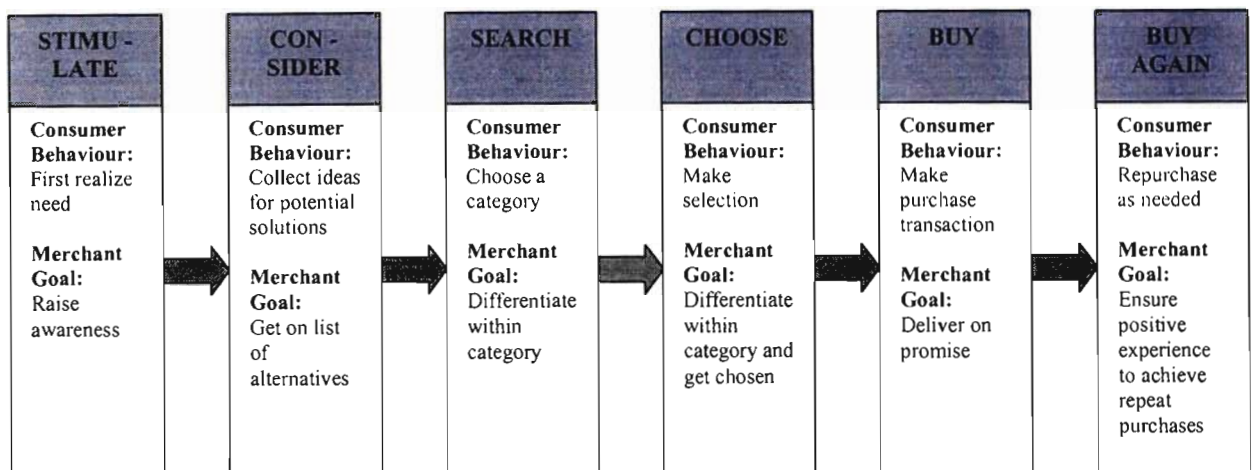 STIMU -
LATE
Consumer
Behaviour:
First realize
need
Merchant
Goal:
Raise
awareness
CON -
SIDER
Consumer
Behaviour:
Collect ideas
for potential
solutions
Merchant
Goal:
Get on list
of
alternatives
SEARCH
Consumer
Behaviour:
Choose a
category
Merchant
Goal:
Differentiate
within
category
CHOOSE
Consumer
Behaviour:
Make
selection
Merchant
Goal:
Differentiate
within
category and
get chosen
BUY
Consumer
Behaviour:
Make
purchase
transaction
Merchant
Goal:
Deliver on
promise
BUY
AGAIN
Consumer
Behaviour:
Repurchase
as needed
Merchant
Goal:
Ensure
positive
experience
to achieve
repeat
purchases